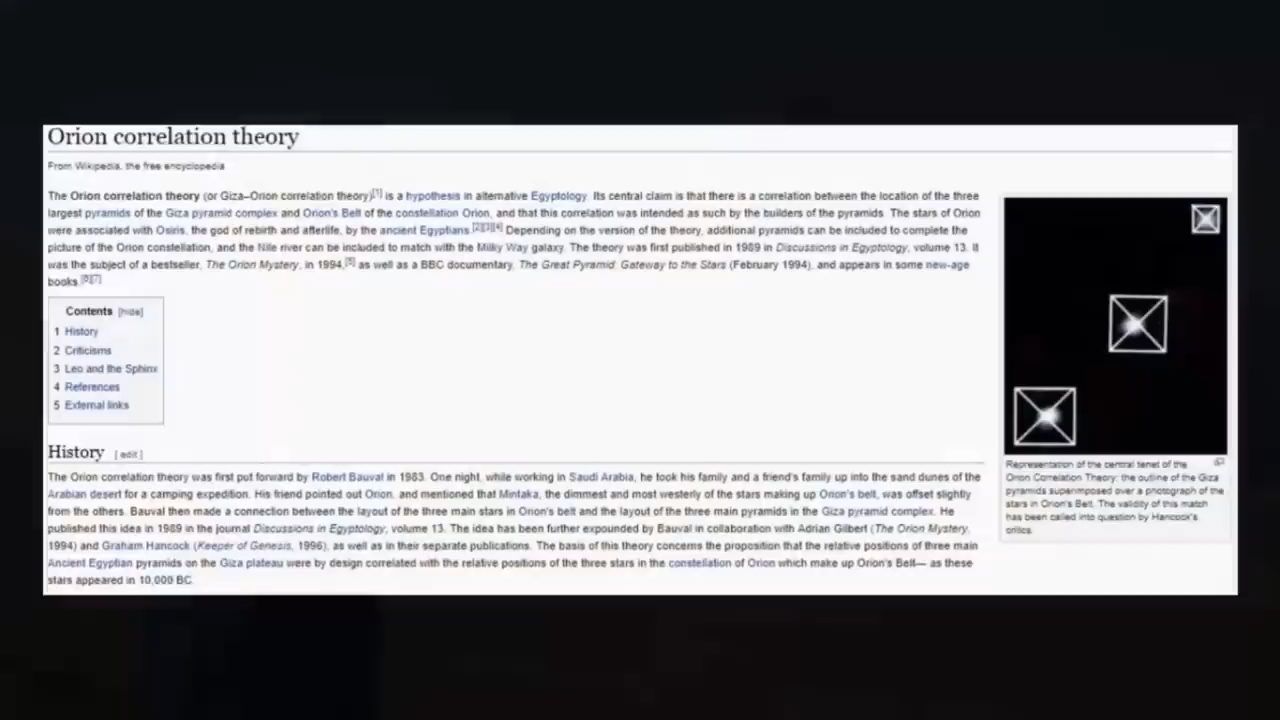 Orion correlation theory
From Wikipedia, the free encyclopedia
The Orion correlation theory (or Giza–Orion correlation theory)[1] is a hypothesis in alternative Egyptology. Its central claim is that there is a correlation between the location of the three
largest pyramids of the Giza pyramid complex and Orion's Belt of the constellation Orion, and that this correlation was intended as such by the builders of the pyramids. The stars of Orion
were associated with Osiris, the god of rebirth and afterlife, by the ancient Egyptians.[2][3][4] Depending on the version of the theory, additional pyramids can be included to complete the
picture of the Orion constellation, and the Nile river can be included to match with the Milky Way galaxy. The theory was first published in 1989 in Discussions in Egyptology, volume 13. It
was the subject of a bestseller, The Orion Mystery, in 1994,[5] as well as a BBC documentary, The Great Pyramid: Gateway to the Stars (February 1994), and appears in some new-age
books.[6][7]
Contents [hide]
1 History
2 Criticisms
3 Leo and the Sphinx
4 References
5 External links
History [ edit ]
The Orion correlation theory was first put forward by Robert Bauval in 1983. One night, while working in Saudi Arabia, he took his family and a friend's family up into the sand dunes of the
Arabian desert for a camping expedition. His friend pointed out Orion, and mentioned that Mintaka, the dimmest and most westerly of the stars making up Orion's belt, was offset slightly
from the others. Bauval then made a connection between the layout of the three main stars in Orion's belt and the layout of the three main pyramids in the Giza pyramid complex. He
published this idea in 1989 in the journal Discussions in Egyptology, volume 13. The idea has been further expounded by Bauval in collaboration with Adrian Gilbert (The Orion Mystery,
1994) and Graham Hancock (Keeper of Genesis, 1996), as well as in their separate publications. The basis of this theory concerns the proposition that the relative positions of three main
Ancient Egyptian pyramids on the Giza plateau were by design correlated with the relative positions of the three stars in the constellation of Orion which make up Orion's Belt— as these
stars appeared in 10,000 BC.
Representation of the central tenet of the
Orion Correlation Theory: the outline of the Giza
pyramids superimposed over a photograph of the
stars in Orion's Belt. The validity of this match
has been called into question by Hancock's
critics.